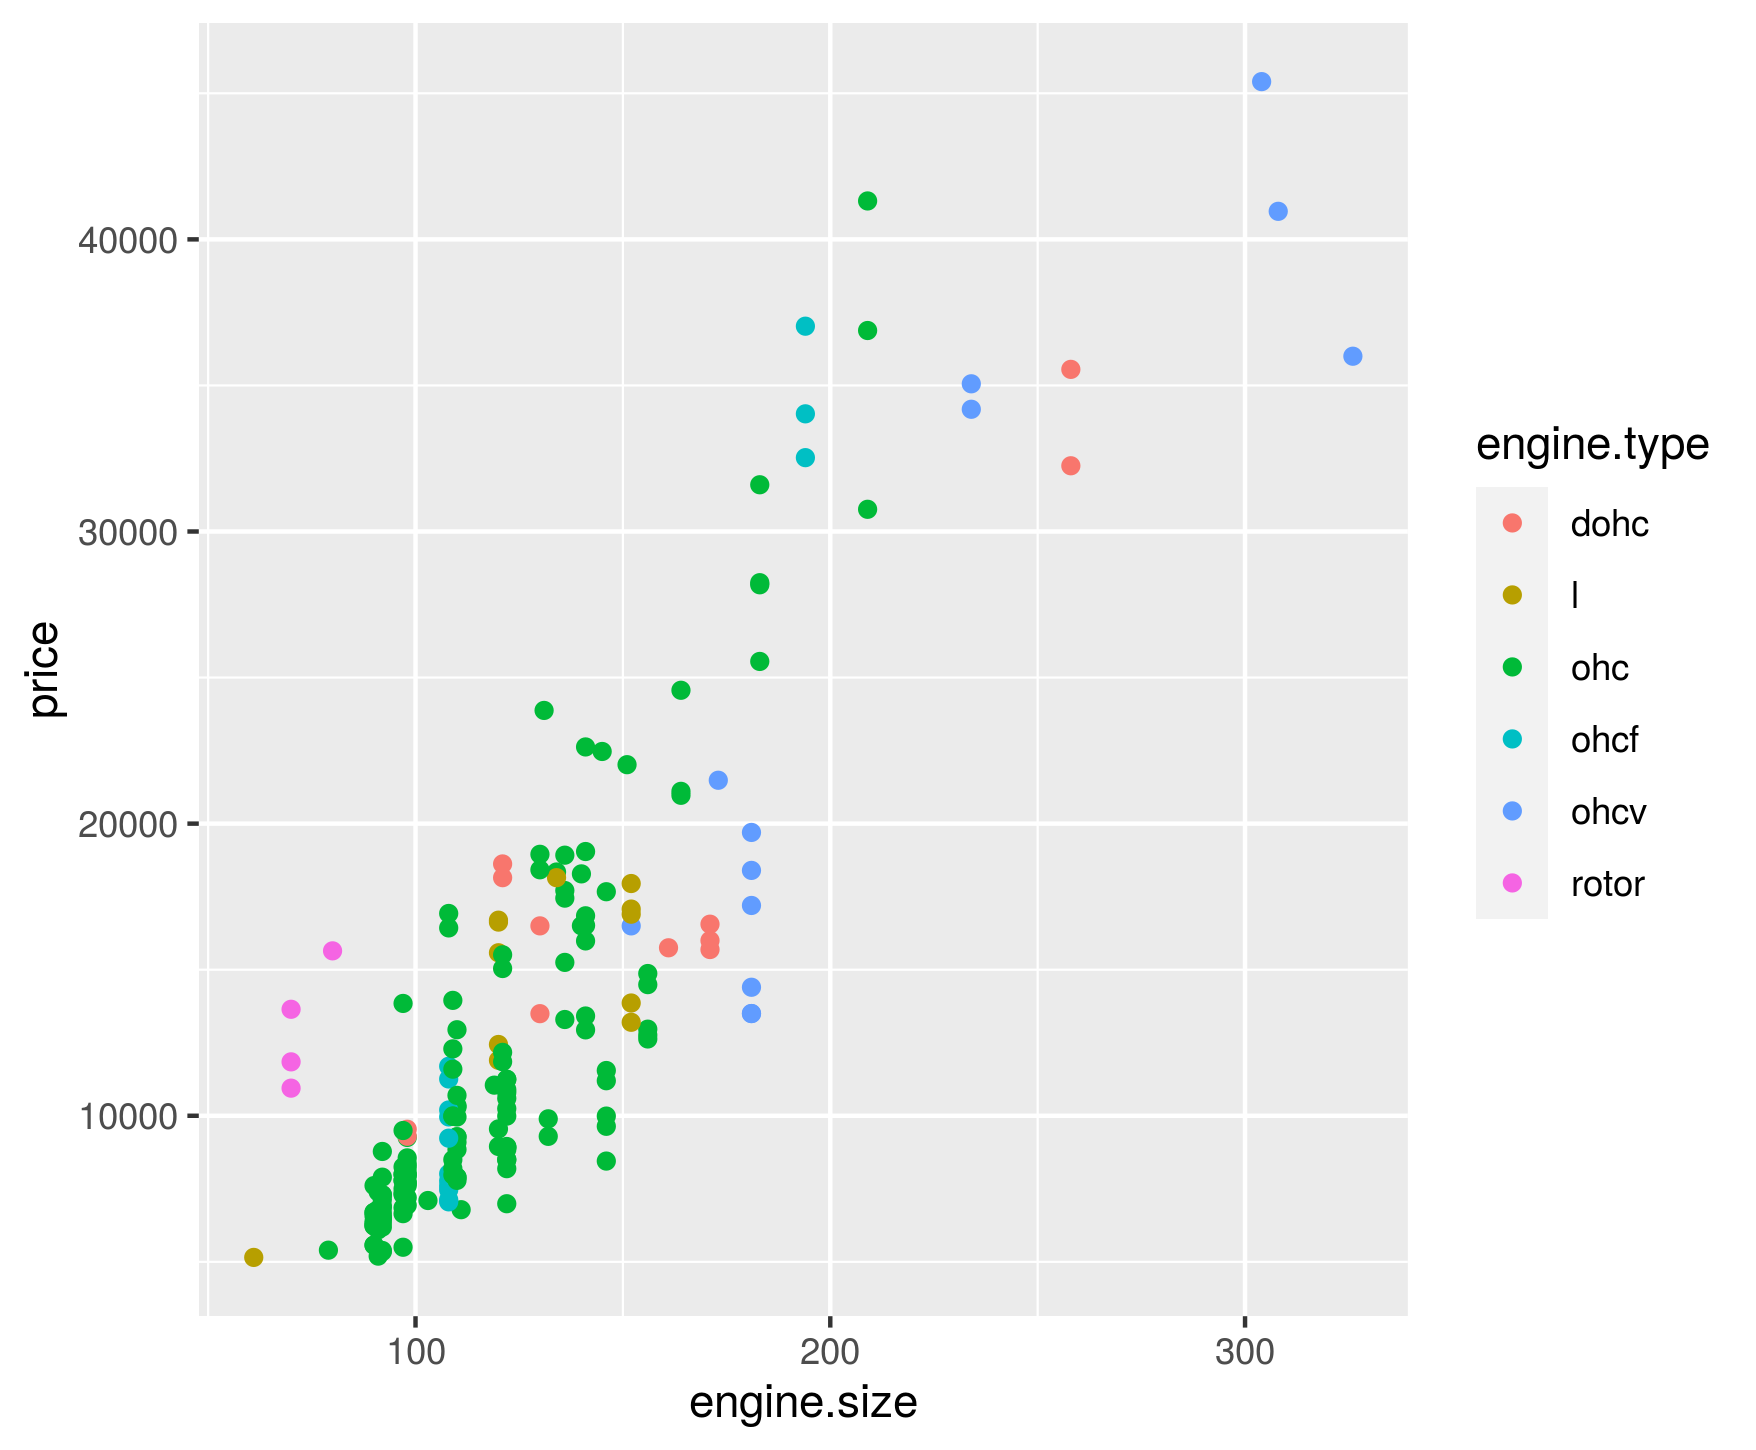 40000
30000
20000
10000
price
100
200
300
engine.size
engine.type
dohc
l
ohc
ohcf
ohcv
rotor